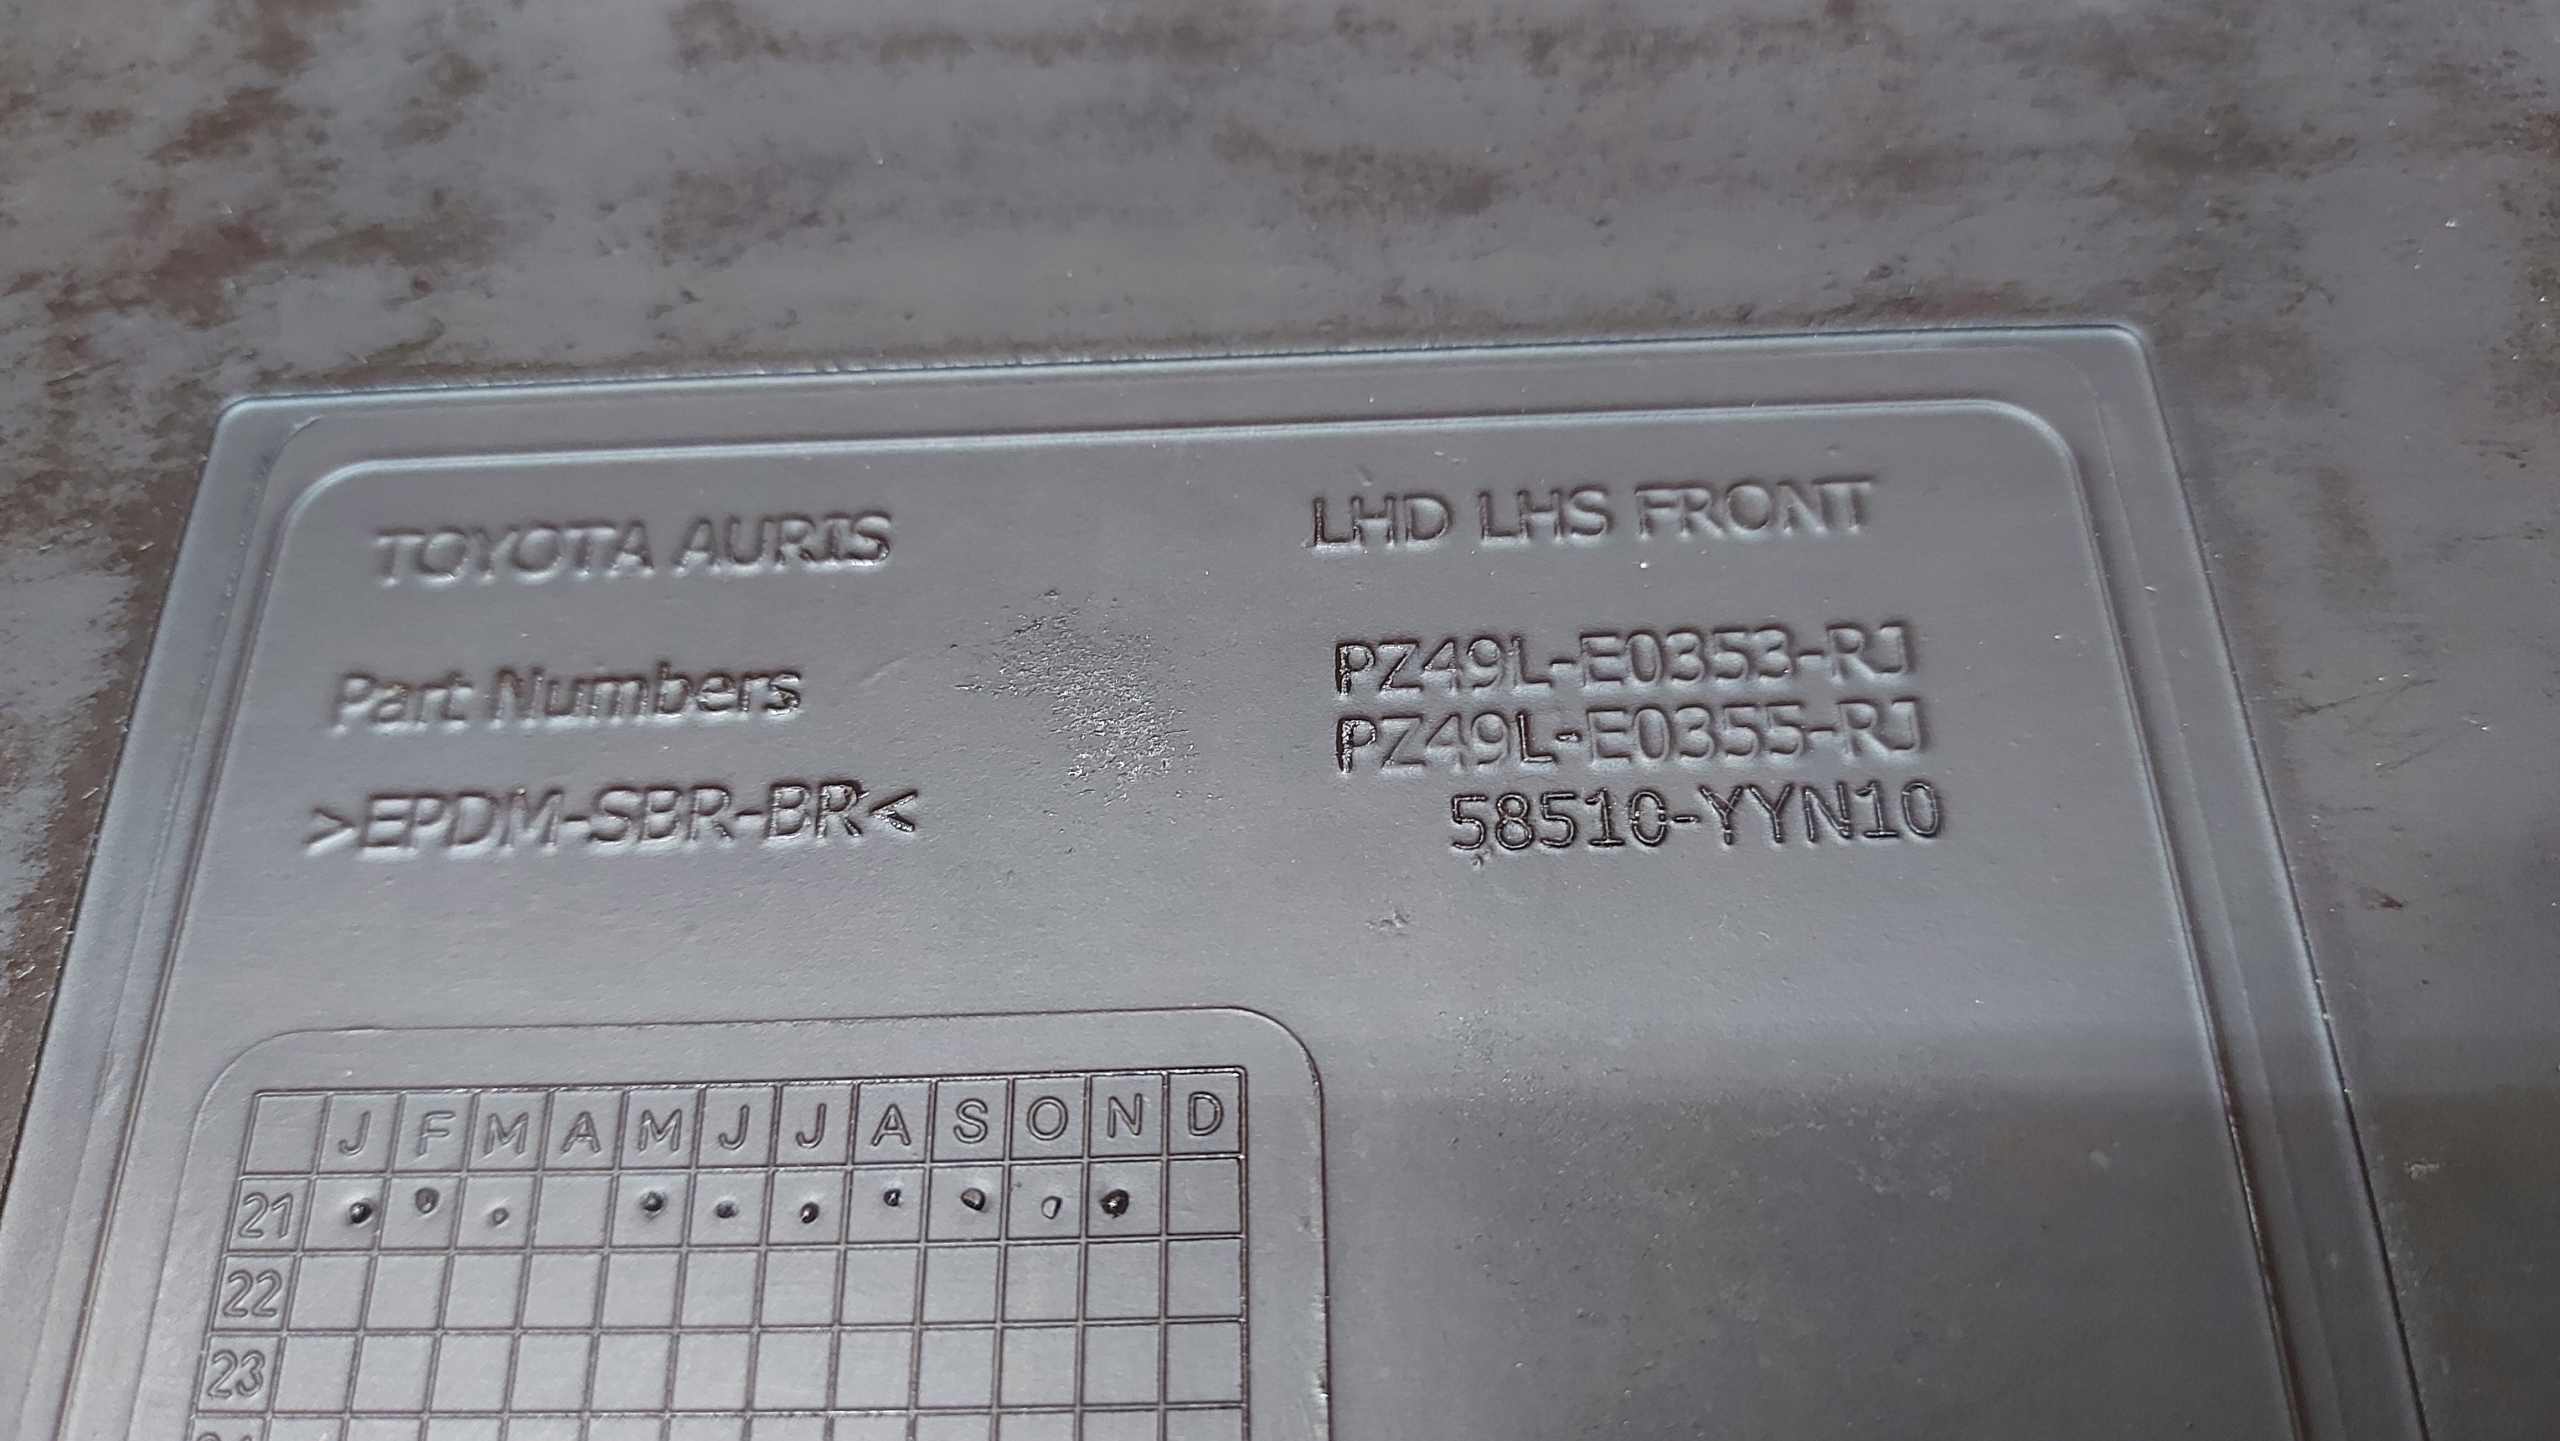 TOYOTA AURIS
LHD LHS FRONT
Part Numbers
PZ49L-E0353-RJ
PZ49L-E0355-RJ
>EPDM-SBR-BR<
58510-YYN10
J F M A M J J A S O N D
21
22
23